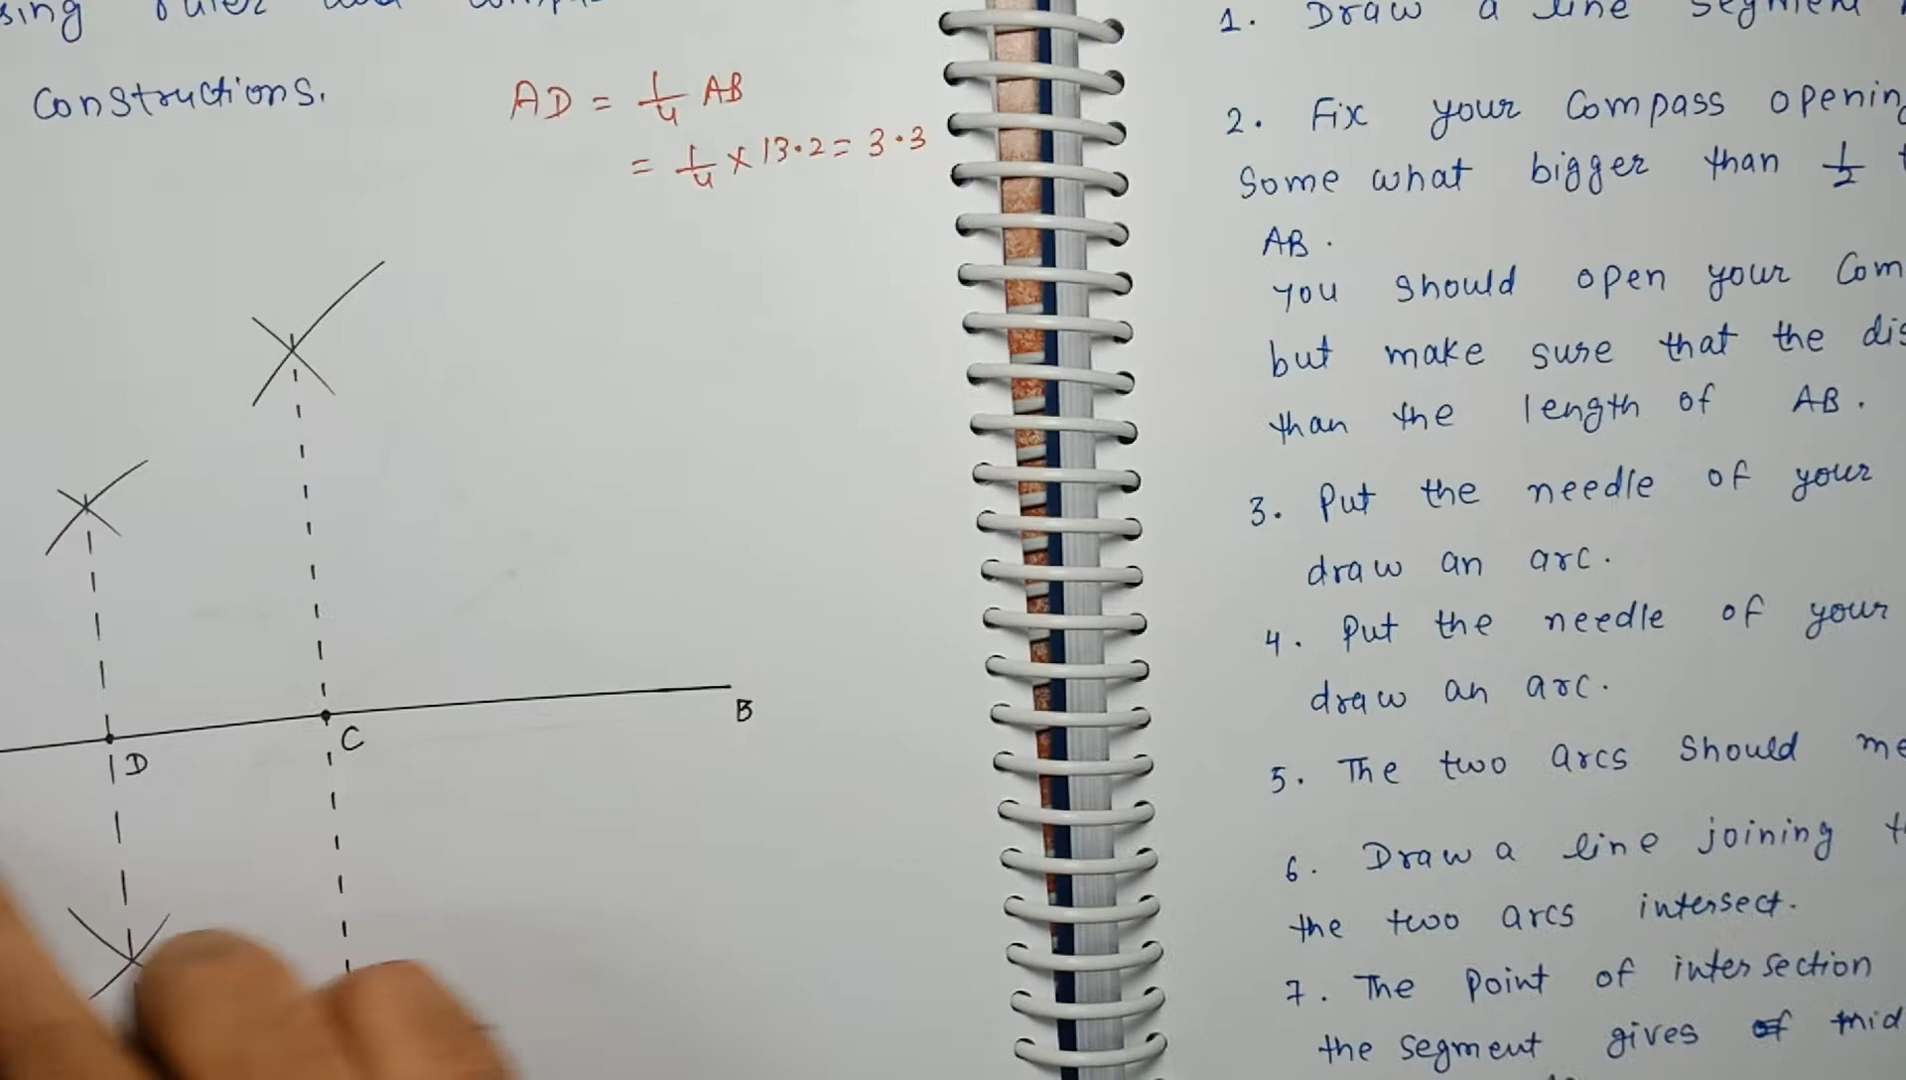 constructions.
AD = 1/4 AB
= 1/4 × 13.2 = 3.3
D
C
B
1. Draw a line segment
2. Fix your compass opening
some what bigger than 1/2
AB.
you should open your com
but make sure that the dis
than the length of AB.
3. Put the needle of your
draw an arc.
4. Put the needle of your
draw an arc.
5. The two arcs should me
6. Draw a line joining
the two arcs intersect.
7. The point of intersection
the segment gives of mid